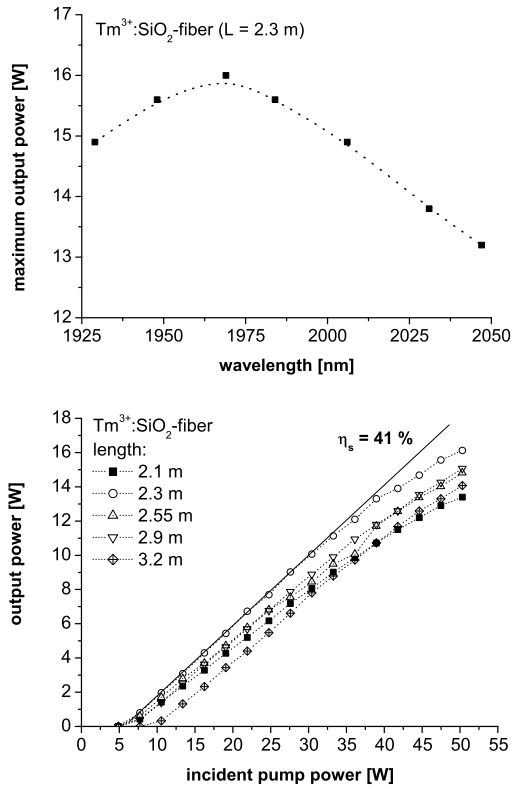 Tm³⁺:SiO₂-fiber (L = 2.3 m)
maximum output power [W]
17
16
15
14
13
12
1925 1950 1975 2000 2025 2050
wavelength [nm]
Tm³⁺:SiO₂-fiber
length:
2.1 m
2.3 m
2.55 m
2.9 m
3.2 m
ηₛ = 41 %
output power [W]
18
16
14
12
10
8
6
4
2
0
0 5 10 15 20 25 30 35 40 45 50 55
incident pump power [W]